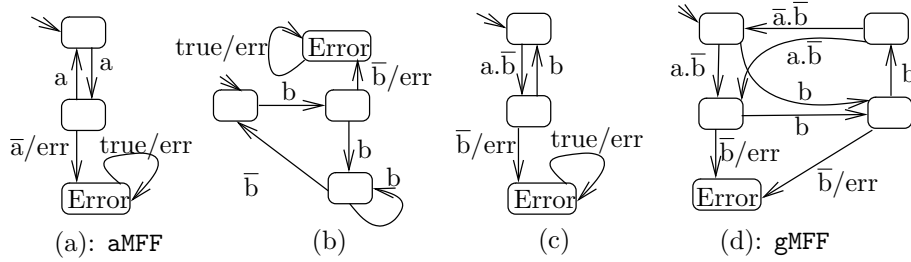 a
a
a̅/err
true/err
Error
(a): aMFF
true/err
Error
b̅/err
b
b
b̅
b
(b)
a.b̅
b
b̅/err
true/err
Error
(c)
a.b̅
a.b̅
a.b̅
b
b
b
b̅/err
b̅/err
Error
(d): gMFF